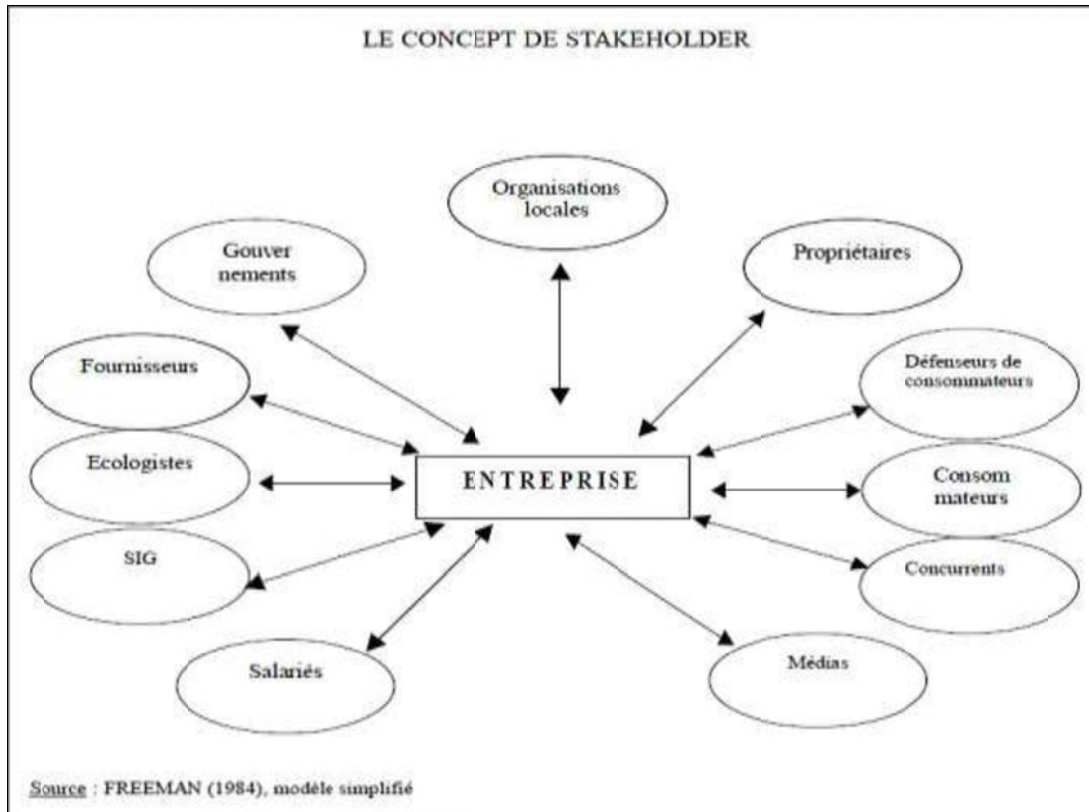 LE CONCEPT DE STAKEHOLDER
Organisations
locales
Gouver
nements
Propriétaires
Fournisseurs
Défenseurs de
consommateurs
Ecologistes
ENTREPRISE
Consom
mateurs
SIG
Concurrents
Salariés
Médias
Source : FREEMAN (1984), modèle simplifié